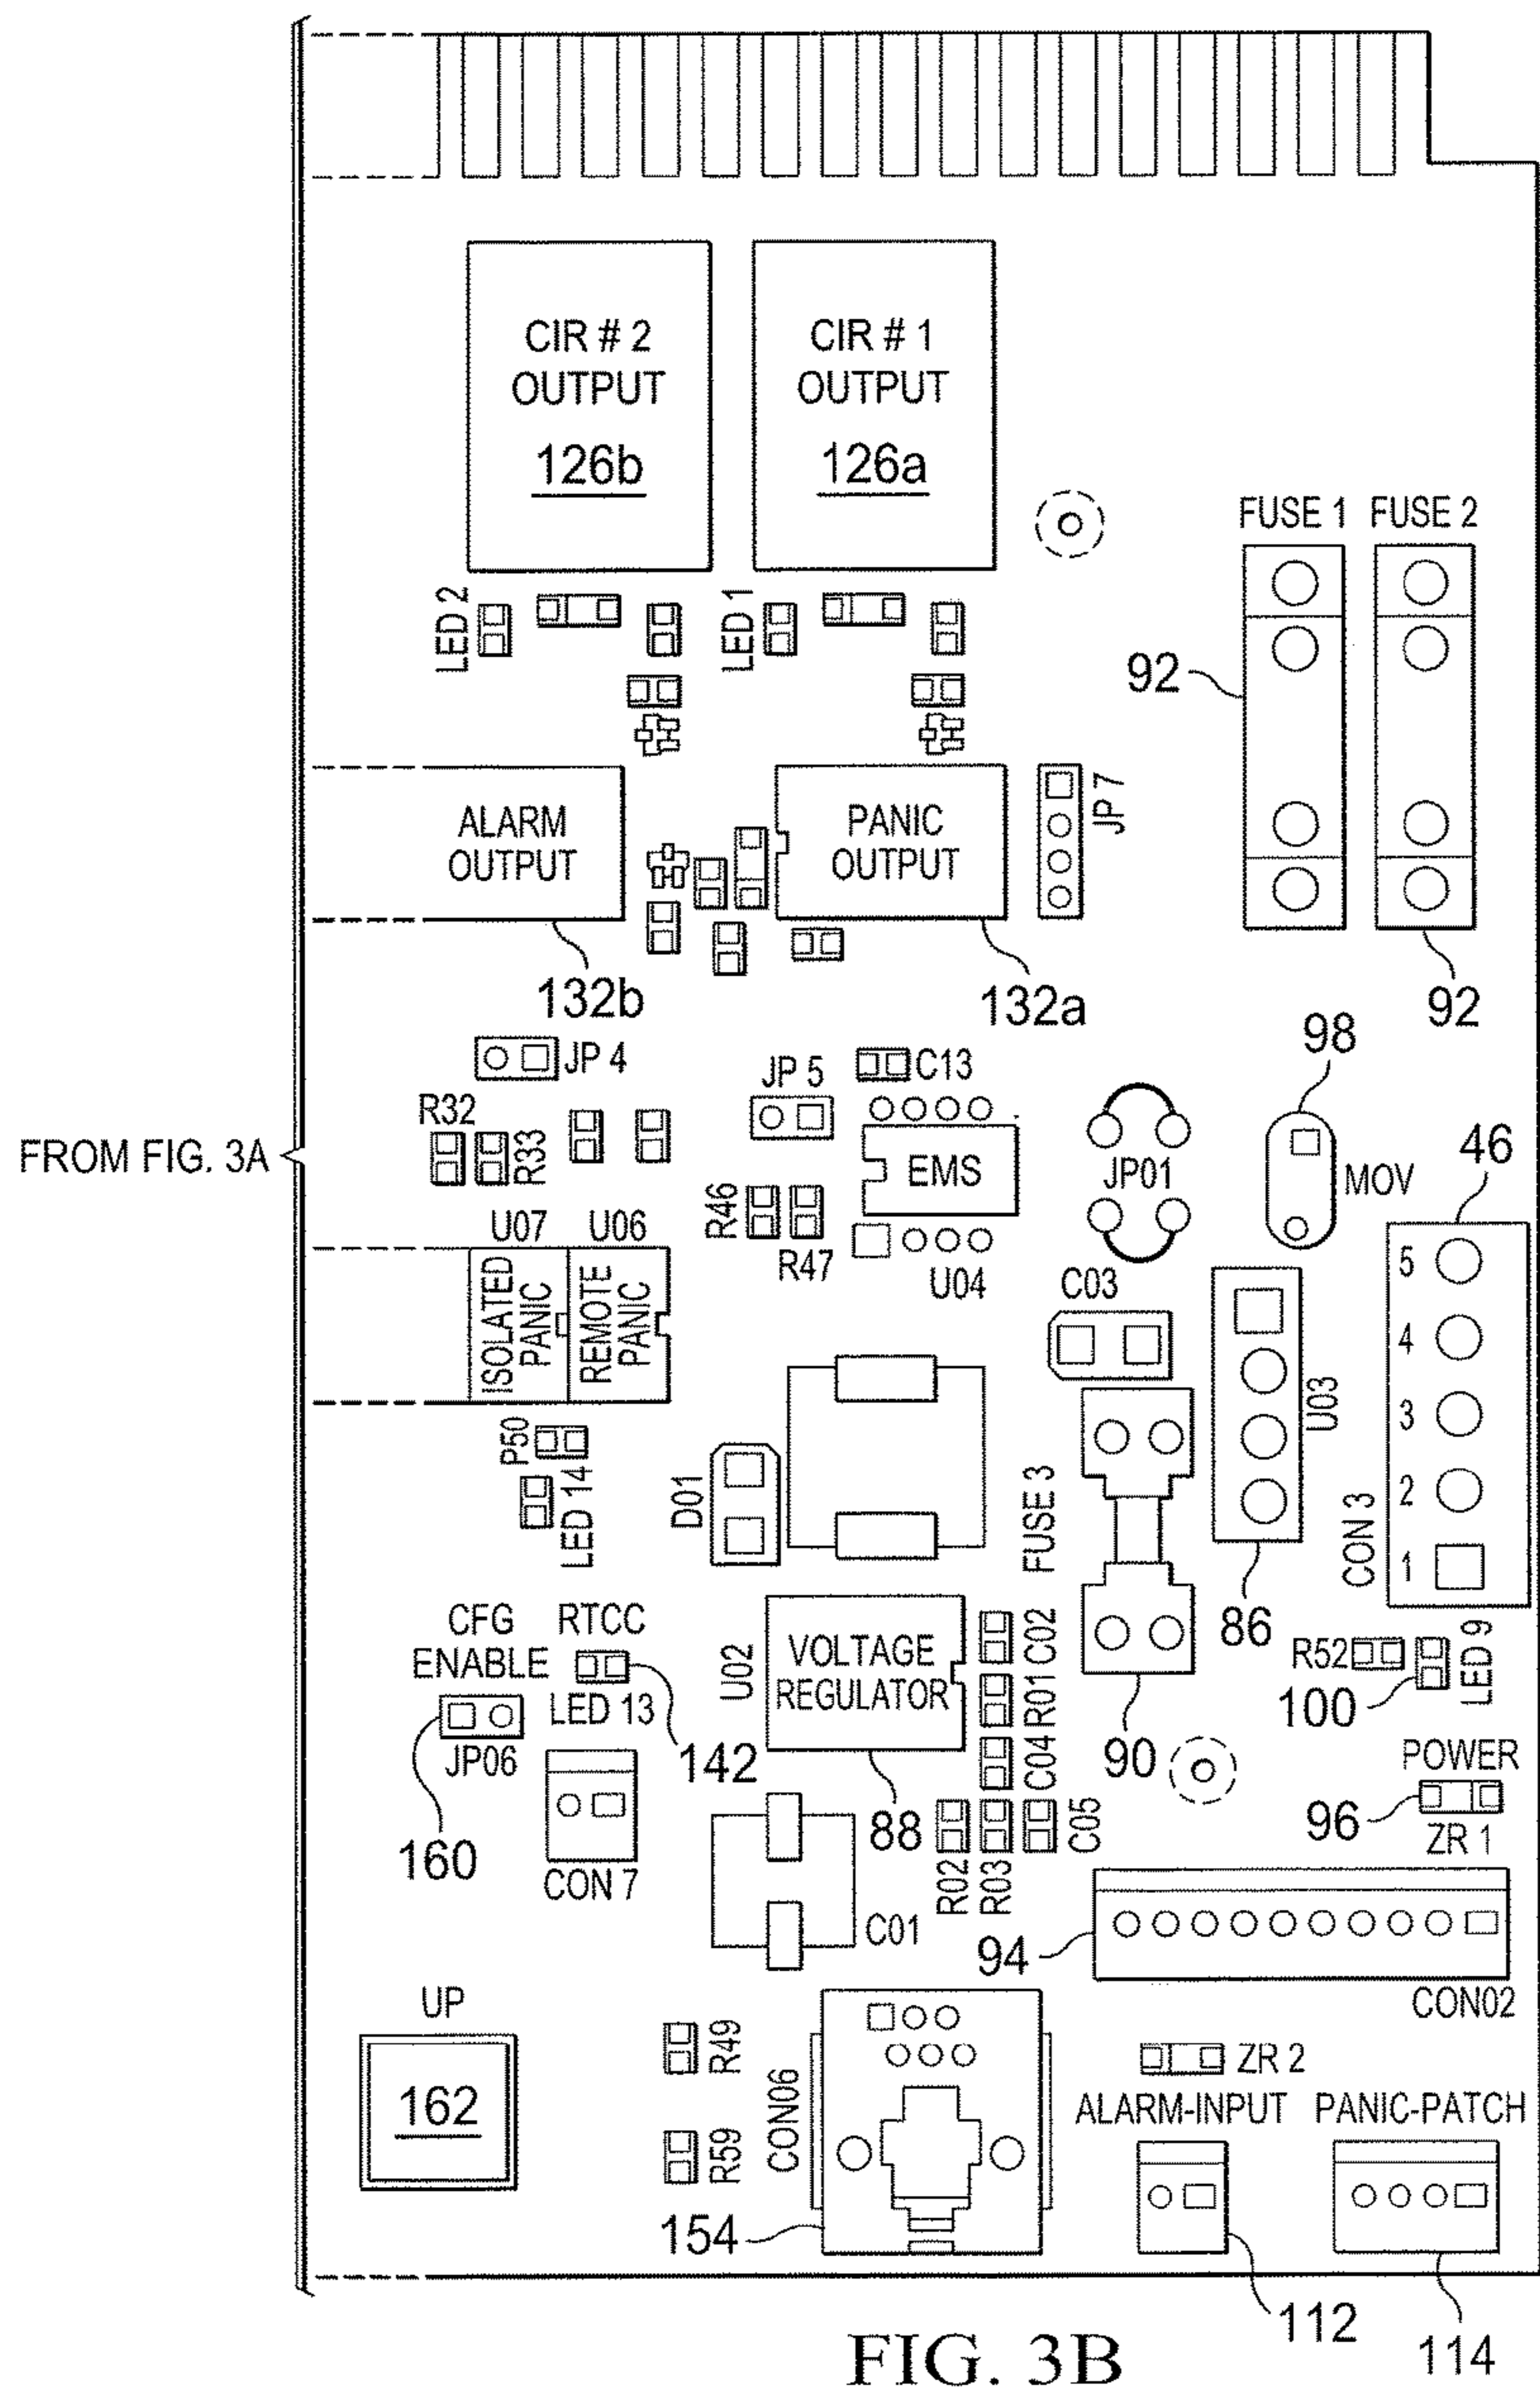 CIR # 2
OUTPUT
126b
CIR # 1
OUTPUT
126a
FUSE 1
FUSE 2
LED 2
LED 1
92
ALARM
OUTPUT
PANIC
OUTPUT
JP 7
132b
132a
92
98
JP 4
JP 5
C13
R32
R33
FROM FIG. 3A
EMS
JP01
MOV
46
R46
R47
U04
U07
U06
ISOLATED
PANIC
REMOTE
PANIC
C03
5
4
3
2
1
U03
CON 3
P50
LED 14
D01
FUSE 3
86
CFG
ENABLE
RTCC
LED 13
JP06
142
160
CON 7
U02
VOLTAGE
REGULATOR
C02
R01
C04
88
90
R52
100
LED 9
POWER
96
ZR 1
R02
R03
C05
C01
94
CON02
UP
162
R49
R59
CON06
154
ZR 2
ALARM-INPUT
PANIC-PATCH
112
114
FIG. 3B